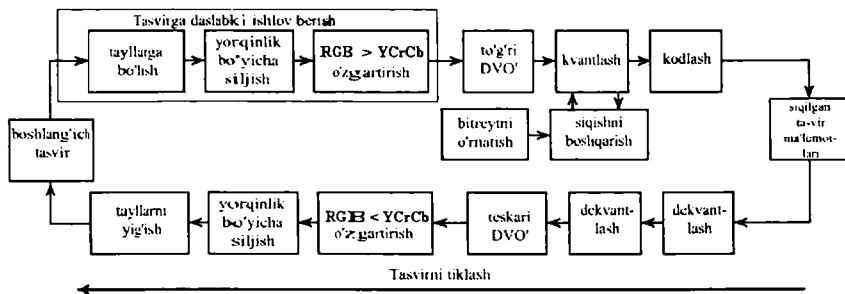 Tasvirga daslabki ishlov berish
tayllarga
bo'lish
yorqinlik
bo'yicha
siljish
RGB > YCrCb
o'zgartirish
to'g'ri
DVO'
kvantlash
kodlash
bitreytni
o'rnatish
siqishni
boshqarish
siqilgan
tasvir
ma'lumot-
lari
boshlang'ich
tasvir
tayllarni
yig'ish
yorqinlik
bo'yicha
siljish
RGB < YCrCb
o'zgartirish
teskari
DVO'
dekvant-
lash
dekvant-
lash
Tasvirni tiklash